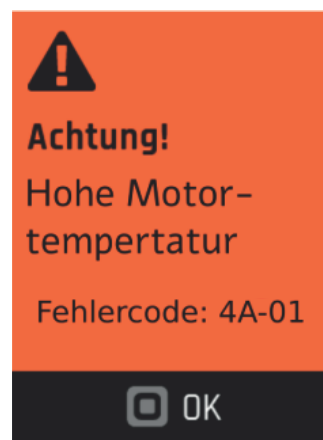 Achtung!
Hohe Motor-
tempertatur
Fehlercode: 4A-01
OK